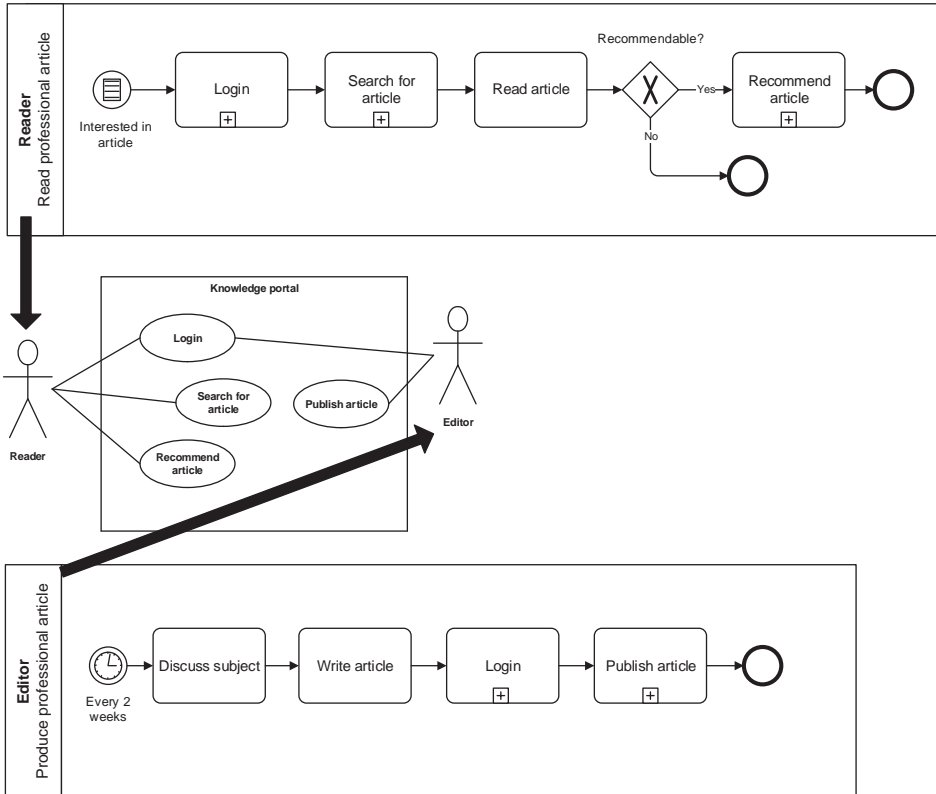 Reader
Read professional article
Interested in
article
Login
Search for
article
Read article
Recommendable?
Yes
No
Recommend
article
Knowledge portal
Login
Search for
article
Publish article
Recommend
article
Reader
Editor
Editor
Produce professional article
Every 2
weeks
Discuss subject
Write article
Login
Publish article